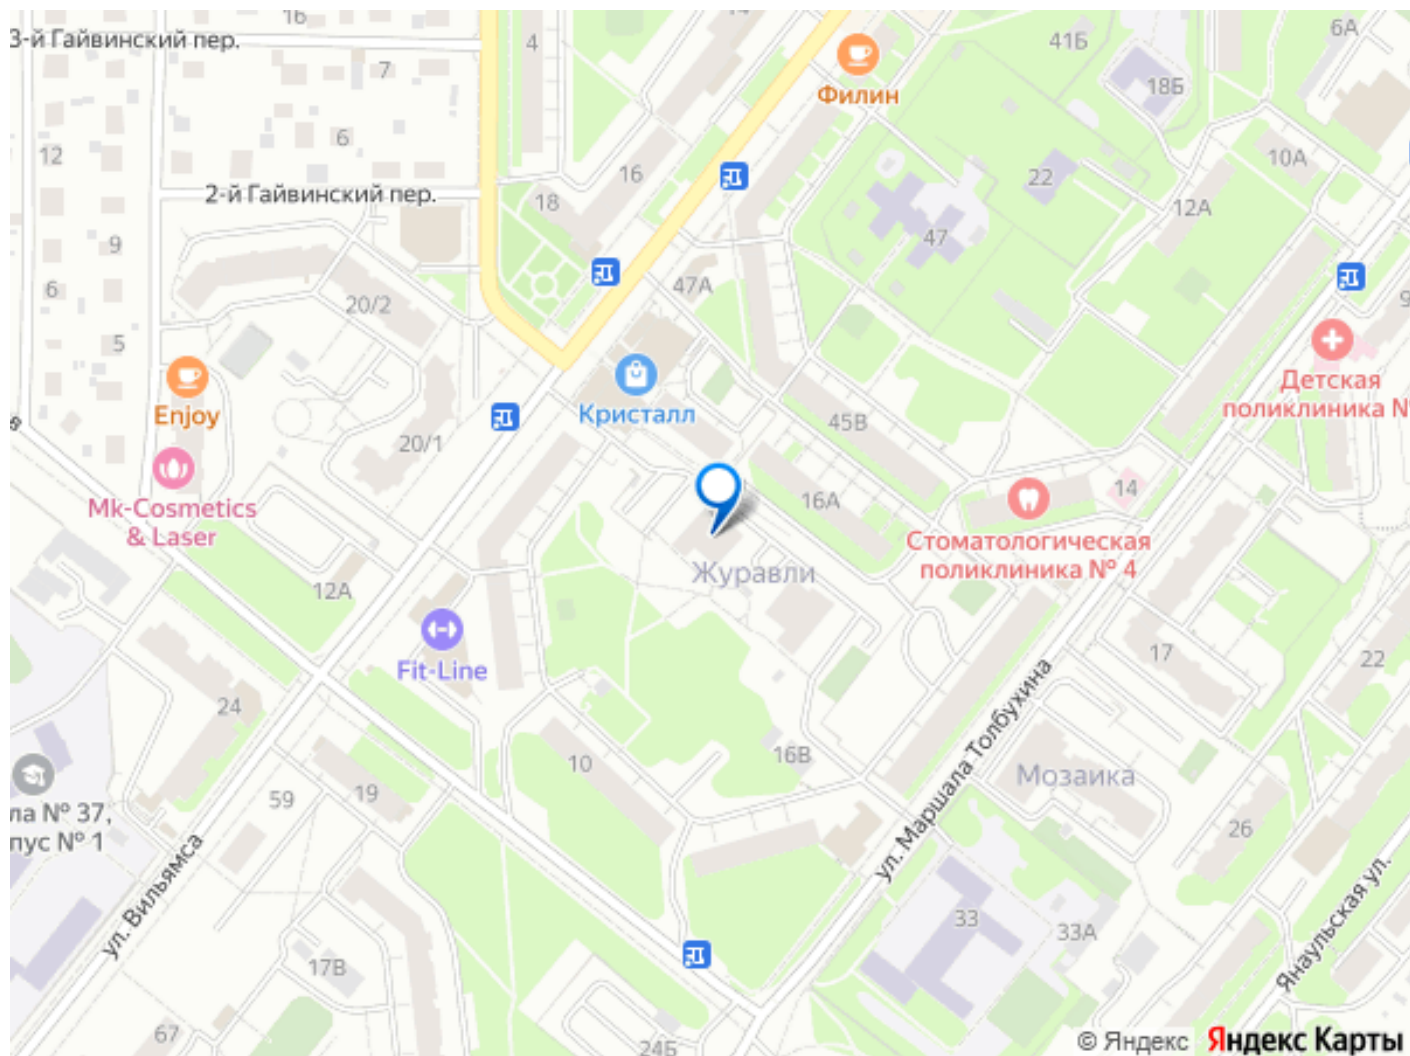 16
14
3-й Гайвинский пер.
4
41Б
6А
7
18Б
Филин
12
6
10А
16
22
2-й Гайвинский пер.
18
12А
9
47
6
47А
20/2
9
5
Детская
поликлиника №
Enjoy
Кристалл
45В
20/1
Mk-Cosmetics
& Laser
16А
14
Стоматологическая
поликлиника № 4
Журавли
12А
Fit-Line
17
22
24
16В
10
Мозаика
19
59
ла № 37,
пус № 1
26
ул. Маршала Толбухина
ул. Вильямса
33
33А
Янаульская ул.
17В
67
24Б
© Яндекс Яндекс Карты